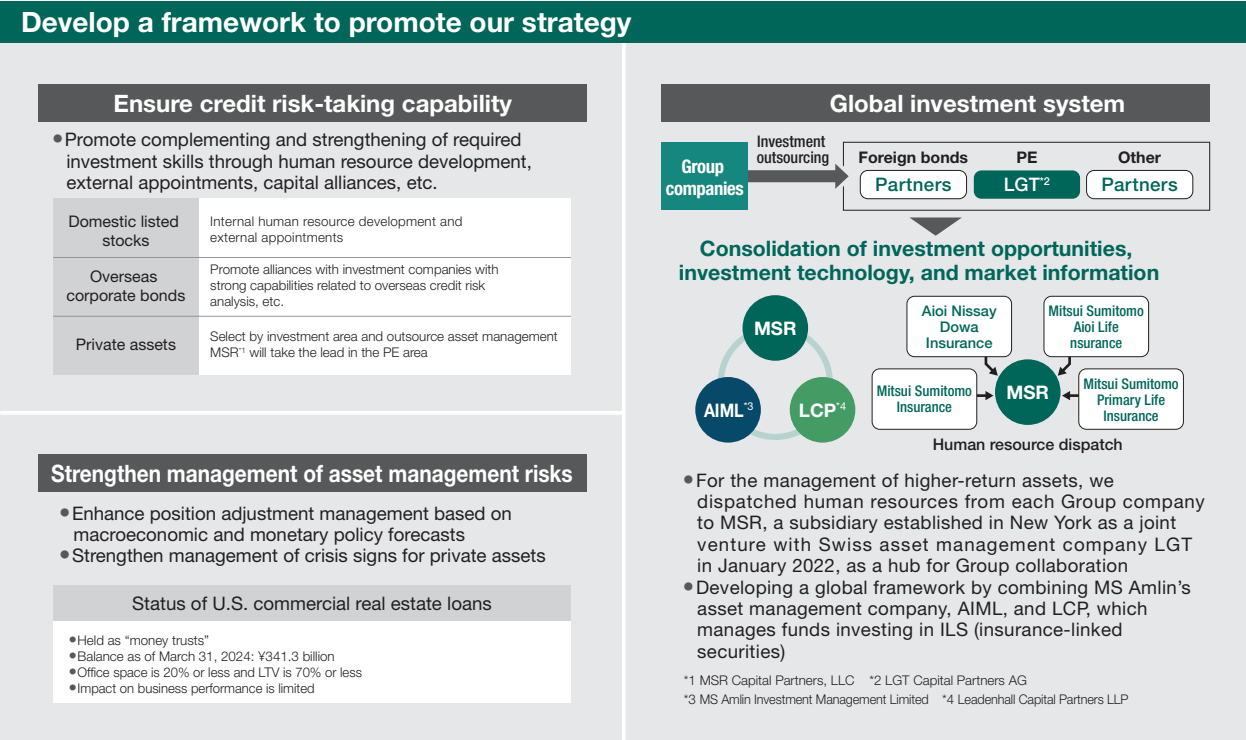 Develop a framework to promote our strategy
Ensure credit risk-taking capability
●Promote complementing and strengthening of required
investment skills through human resource development,
external appointments, capital alliances, etc.
Domestic listed
stocks
Internal human resource development and
external appointments
Overseas
corporate bonds
Promote alliances with investment companies with
strong capabilities related to overseas credit risk
analysis, etc.
Private assets
Select by investment area and outsource asset management
MSR*1 will take the lead in the PE area
Strengthen management of asset management risks
●Enhance position adjustment management based on
macroeconomic and monetary policy forecasts
●Strengthen management of crisis signs for private assets
Status of U.S. commercial real estate loans
●Held as “money trusts”
●Balance as of March 31, 2024: ¥341.3 billion
●Office space is 20% or less and LTV is 70% or less
●Impact on business performance is limited
Global investment system
Group
companies
Investment
outsourcing
Foreign bonds
Partners
PE
LGT*2
Other
Partners
Consolidation of investment opportunities,
investment technology, and market information
MSR
AIML*3
LCP*4
Aioi Nissay
Dowa
Insurance
Mitsui Sumitomo
Aioi Life
nsurance
Mitsui Sumitomo
Insurance
MSR
Mitsui Sumitomo
Primary Life
Insurance
Human resource dispatch
●For the management of higher-return assets, we
dispatched human resources from each Group company
to MSR, a subsidiary established in New York as a joint
venture with Swiss asset management company LGT
in January 2022, as a hub for Group collaboration
●Developing a global framework by combining MS Amlin’s
asset management company, AIML, and LCP, which
manages funds investing in ILS (insurance-linked
securities)
*1 MSR Capital Partners, LLC *2 LGT Capital Partners AG
*3 MS Amlin Investment Management Limited *4 Leadenhall Capital Partners LLP